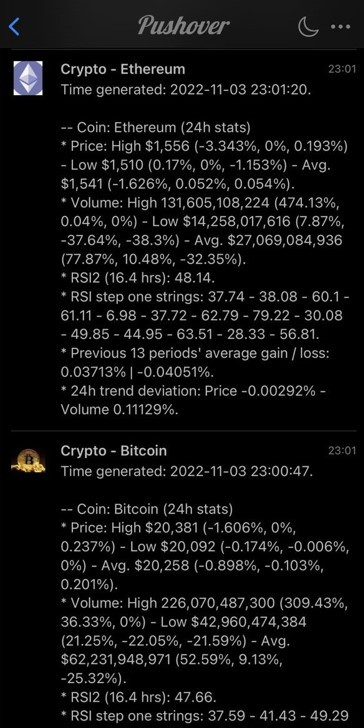 Pushover
Crypto - Ethereum 23:01
Time generated: 2022-11-03 23:01:20.
-- Coin: Ethereum (24h stats)
* Price: High $1,556 (-3.343%, 0%, 0.193%)
- Low $1,510 (0.17%, 0%, -1.153%) - Avg.
$1,541 (-1.626%, 0.052%, 0.054%).
* Volume: High 131,605,108,224 (474.13%,
0.04%, 0%) - Low $14,258,017,616 (7.87%,
-37.64%, -38.3%) - Avg. $27,069,084,936
(77.87%, 10.48%, -32.35%).
* RSI2 (16.4 hrs): 48.14.
* RSI step one strings: 37.74 - 38.08 - 60.1 -
61.11 - 6.98 - 37.72 - 62.79 - 79.22 - 30.08
- 49.85 - 44.95 - 63.51 - 28.33 - 56.81.
* Previous 13 periods' average gain / loss:
0.03713% | -0.04051%.
* 24h trend deviation: Price -0.00292% -
Volume 0.11129%.
Crypto - Bitcoin 23:01
Time generated: 2022-11-03 23:00:47.
-- Coin: Bitcoin (24h stats)
* Price: High $20,381 (-1.606%, 0%,
0.237%) - Low $20,092 (-0.174%, -0.006%,
0%) - Avg. $20,258 (-0.898%, -0.103%,
0.201%).
* Volume: High 226,070,487,300 (309.43%,
36.33%, 0%) - Low $42,960,474,384
(21.25%, -22.05%, -21.59%) - Avg.
$62,231,948,971 (52.59%, 9.13%,
-25.32%).
* RSI2 (16.4 hrs): 47.66.
* RSI step one strings: 37.59 - 41.43 - 49.29